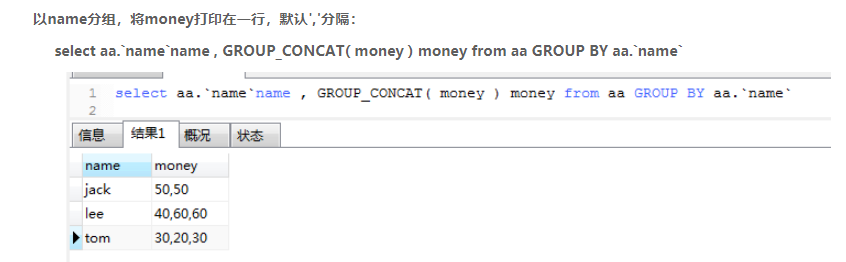 以name分组，将money打印在一行，默认','分隔：
select aa.`name`name , GROUP_CONCAT( money ) money from aa GROUP BY aa.`name`
1 select aa.`name`name , GROUP_CONCAT( money ) money from aa GROUP BY aa.`name`
2
信息 结果1 概况 状态
name money
jack 50,50
lee 40,60,60
tom 30,20,30